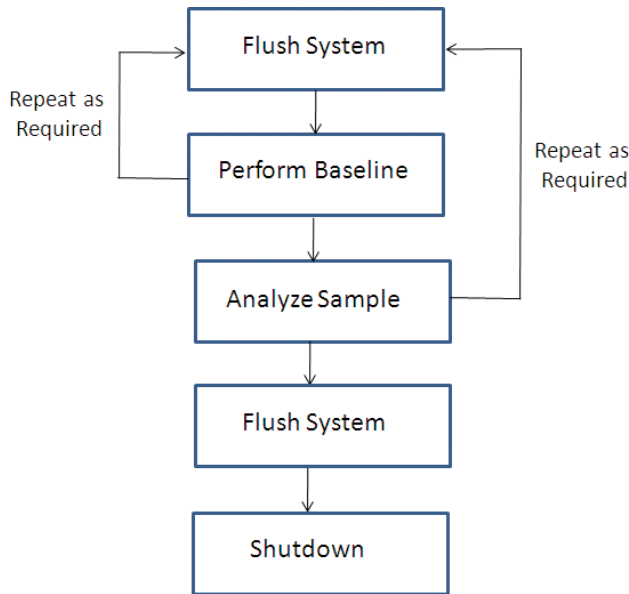 Flush System
Repeat as
Required
Perform Baseline
Repeat as
Required
Analyze Sample
Flush System
Shutdown